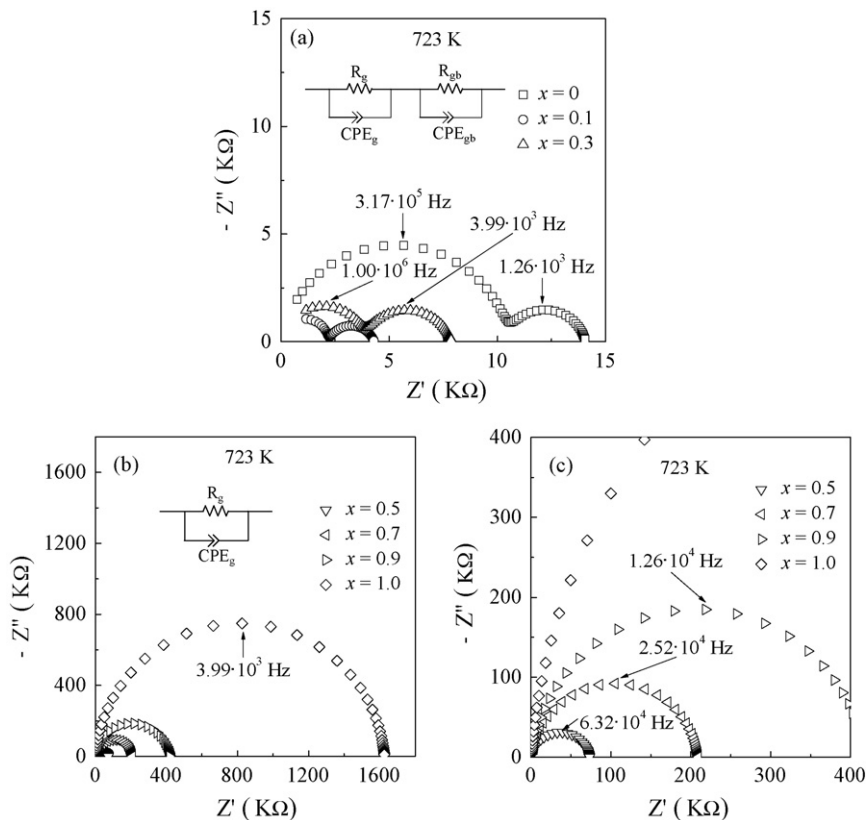 (a)
723 K
R_g
R_gb
CPE_g
CPE_gb
□ x = 0
○ x = 0.1
△ x = 0.3
3.17·10^5 Hz
3.99·10^3 Hz
1.00·10^6 Hz
1.26·10^3 Hz
15
10
5
0
0 5 10 15
- Z'' ( KΩ)
Z' ( KΩ)
(b)
723 K
R_g
CPE_g
▽ x = 0.5
◁ x = 0.7
▷ x = 0.9
◇ x = 1.0
3.99·10^3 Hz
1600
1200
800
400
0
0 400 800 1200 1600
- Z'' ( KΩ)
Z' ( KΩ)
(c)
723 K
▽ x = 0.5
◁ x = 0.7
▷ x = 0.9
◇ x = 1.0
1.26·10^4 Hz
2.52·10^4 Hz
6.32·10^4 Hz
400
300
200
100
0
0 100 200 300 400
- Z'' ( KΩ)
Z' ( KΩ)